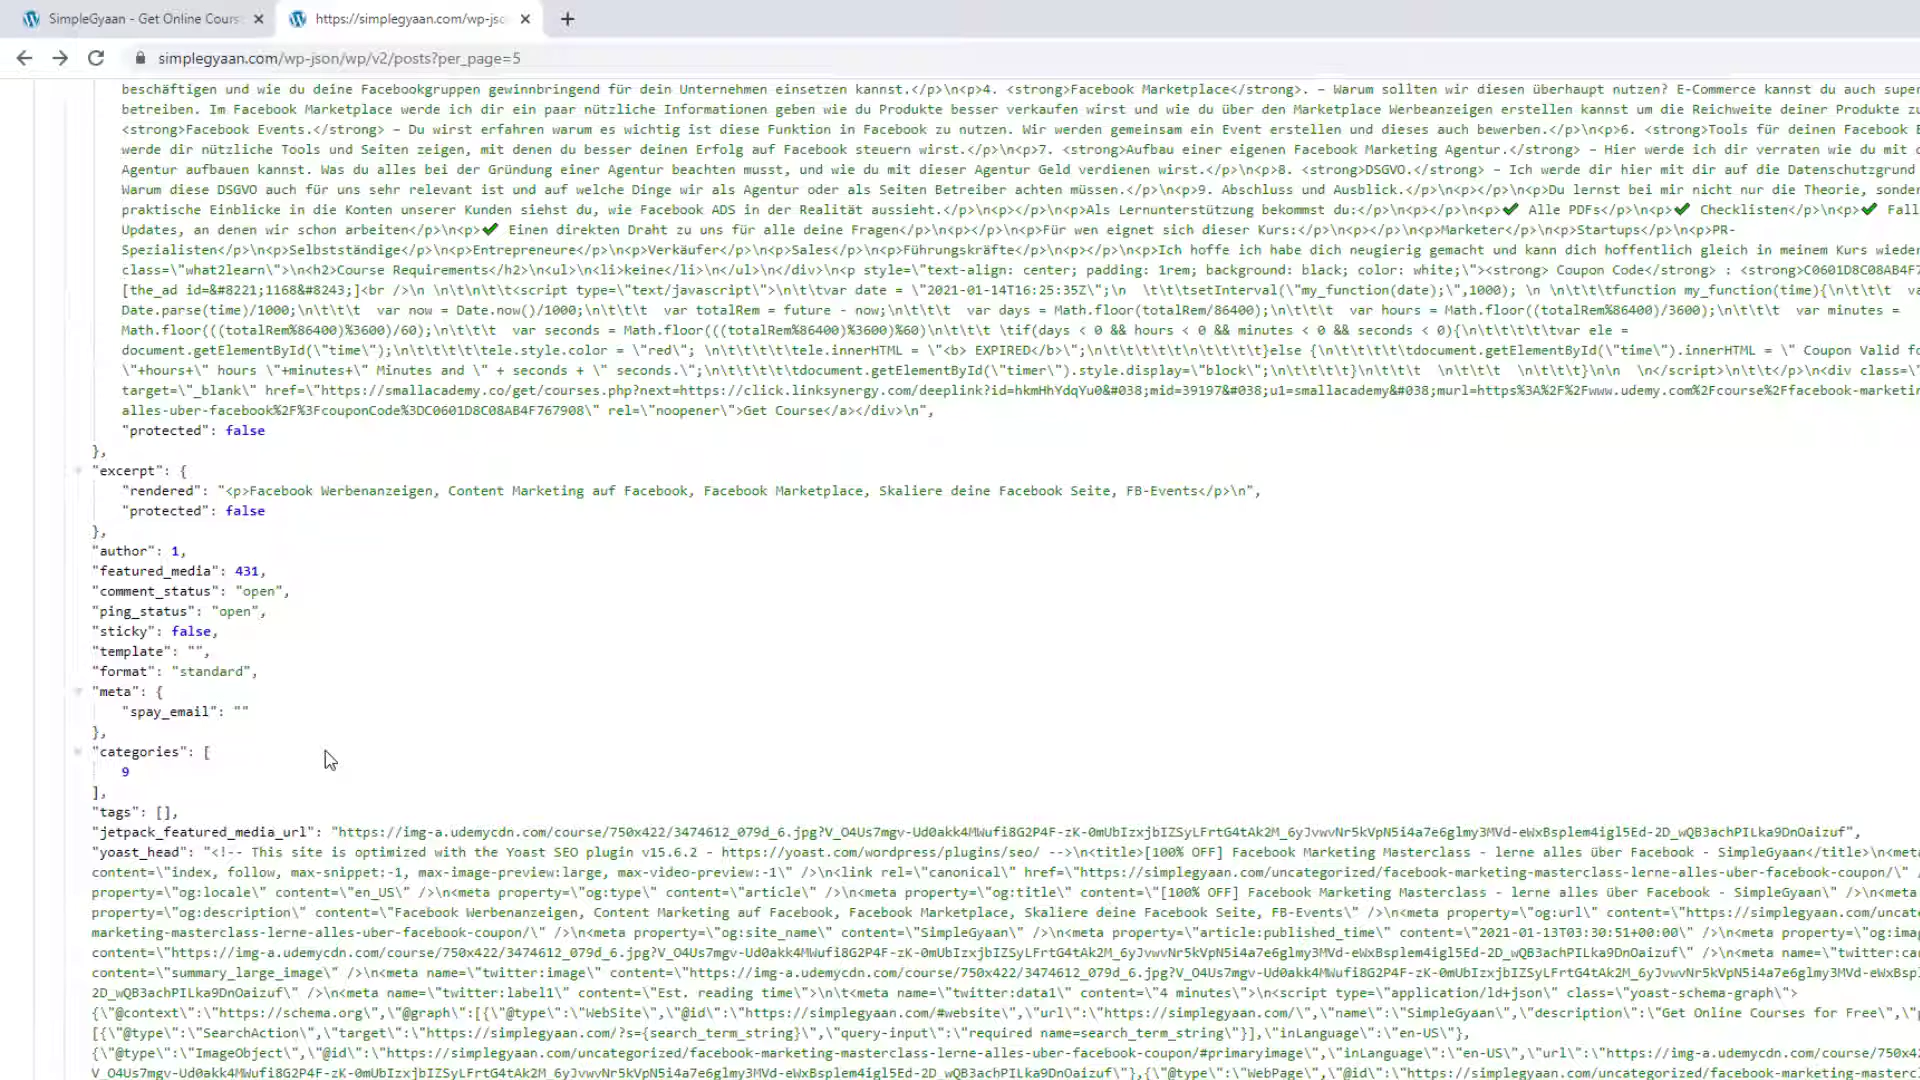 SimpleGyaan - Get Online Cours
https://simplegyaan.com/wp-jso
simplegyaan.com/wp-json/wp/v2/posts?per_page=5
beschäftigen und wie du deine Facebookgruppen gewinnbringend für dein Unternehmen einsetzen kannst.</p>\n<p>4. <strong>Facebook Marketplace</strong>. – Warum sollten wir diesen überhaupt nutzen? E-Commerce kannst du auch super
betreiben. Im Facebook Marketplace werde ich dir ein paar nützliche Informationen geben wie du Produkte besser verkaufen wirst und wie du über den Marketplace Werbeanzeigen erstellen kannst um die Reichweite deiner Produkte zu
<strong>Facebook Events.</strong> – Du wirst erfahren warum es wichtig ist diese Funktion in Facebook zu nutzen. Wir werden gemeinsam ein Event erstellen und dieses auch bewerben.</p>\n<p>6. <strong>Tools für deinen Facebook E
werde dir nützliche Tools und Seiten zeigen, mit denen du besser deinen Erfolg auf Facebook steuern wirst.</p>\n<p>7. <strong>Aufbau einer eigenen Facebook Marketing Agentur.</strong> – Hier werde ich dir verraten wie du mit d
Agentur aufbauen kannst. Was du alles bei der Gründung einer Agentur beachten musst, und wie du mit dieser Agentur Geld verdienen wirst.</p>\n<p>8. <strong>DSGVO.</strong> – Ich werde dir hier mit dir auf die Datenschutzgrund
Warum diese DSGVO auch für uns sehr relevant ist und auf welche Dinge wir als Agentur oder als Seiten Betreiber achten müssen.</p>\n<p>9. Abschluss und Ausblick.</p>\n<p></p>\n<p>Du lernst bei mir nicht nur die Theorie, sonder
praktische Einblicke in die Konten unserer Kunden siehst du, wie Facebook ADS in der Realität aussieht.</p>\n<p></p>\n<p>Als Lernunterstützung bekommst du:</p>\n<p></p>\n<p>✔ Alle PDFs</p>\n<p>✔ Checklisten</p>\n<p>✔ Fall
Updates, an denen wir schon arbeiten</p>\n<p>✔ Einen direkten Draht zu uns für alle deine Fragen</p>\n<p></p>\n<p>Für wen eignet sich dieser Kurs:</p>\n<p></p>\n<p>Marketer</p>\n<p>Startups</p>\n<p>PR-
Spezialisten</p>\n<p>Selbstständige</p>\n<p>Entrepreneure</p>\n<p>Verkäufer</p>\n<p>Sales</p>\n<p>Führungskräfte</p>\n<p></p>\n<p>Ich hoffe ich habe dich neugierig gemacht und kann dich hoffentlich gleich in meinem Kurs wieder
class=\"what2learn\">\n<h2>Course Requirements</h2>\n<ul>\n<li>keine</li>\n</ul>\n</div>\n<p style=\"text-align: center; padding: 1rem; background: black; color: white;\"><strong> Coupon Code</strong> : <strong>C0601D8C08AB4F7
[the_ad id=&#8221;1168&#8243;]<br />\n \n\t\n\t\t<script type=\"text/javascript\">\n\t\tvar date = \"2021-01-14T16:25:35Z\";\n \t\t\tsetInterval(\"my_function(date);\",1000); \n \n\t\t\tfunction my_function(time){\n\t\t\t va
Date.parse(time)/1000;\n\t\t\t var now = Date.now()/1000;\n\t\t\t var totalRem = future - now;\n\t\t\t var days = Math.floor(totalRem/86400);\n\t\t\t var hours = Math.floor((totalRem%86400)/3600);\n\t\t\t var minutes =
Math.floor(((totalRem%86400)%3600)/60);\n\t\t\t var seconds = Math.floor(((totalRem%86400)%3600)%60)\n\t\t\t \tif(days < 0 && hours < 0 && minutes < 0 && seconds < 0){\n\t\t\t\tvar ele =
document.getElementById(\"time\");\n\t\t\t\t\tele.style.color = \"red\"; \n\t\t\t\t\tele.innerHTML = \"<b> EXPIRED</b>\";\n\t\t\t\t\t\n\t\t\t\t}else {\n\t\t\t\t\tdocument.getElementById(\"time\").innerHTML = \" Coupon Valid fo
\"+hours+\" hours \"+minutes+\" Minutes and \" + seconds + \" seconds.\";\n\t\t\t\t\tdocument.getElementById(\"timer\").style.display=\"block\";\n\t\t\t\t}\n\t\t\t \n\t\t\t \n\t\t\t}\n\n \n</script>\n\t\t</p>\n<div class=\"
target=\"_blank\" href=\"https://smallacademy.co/get/courses.php?next=https://click.linksynergy.com/deeplink?id=hkmHhYdqYu0&#038;mid=39197&#038;u1=smallacademy&#038;murl=https%3A%2F%2Fwww.udemy.com%2Fcourse%2Ffacebook-marketin
alles-uber-facebook%2F%3FcouponCode%3DC0601D8C08AB4F767908\" rel=\"noopener\">Get Course</a></div>\n",
"protected": false
},
"excerpt": {
"rendered": "<p>Facebook Werbenanzeigen, Content Marketing auf Facebook, Facebook Marketplace, Skaliere deine Facebook Seite, FB-Events</p>\n",
"protected": false
},
"author": 1,
"featured_media": 431,
"comment_status": "open",
"ping_status": "open",
"sticky": false,
"template": "",
"format": "standard",
"meta": {
"spay_email": ""
},
"categories": [
9
],
"tags": [],
"jetpack_featured_media_url": "https://img-a.udemycdn.com/course/750x422/3474612_079d_6.jpg?V_O4Us7mgv-Ud0akk4MWufi8G2P4F-zK-0mUbIzxjbIZSyLFrtG4tAk2M_6yJvwvNr5kVpN5i4a7e6glmy3MVd-eWxBsplem4igl5Ed-2D_wQB3achPILka9DnOaizuf",
"yoast_head": "<!-- This site is optimized with the Yoast SEO plugin v15.6.2 - https://yoast.com/wordpress/plugins/seo/ -->\n<title>[100% OFF] Facebook Marketing Masterclass - lerne alles über Facebook - SimpleGyaan</title>\n<meta
content=\"index, follow, max-snippet:-1, max-image-preview:large, max-video-preview:-1\" />\n<link rel=\"canonical\" href=\"https://simplegyaan.com/uncategorized/facebook-marketing-masterclass-lerne-alles-uber-facebook-coupon/\" /
property=\"og:locale\" content=\"en_US\" />\n<meta property=\"og:type\" content=\"article\" />\n<meta property=\"og:title\" content=\"[100% OFF] Facebook Marketing Masterclass - lerne alles über Facebook - SimpleGyaan\" />\n<meta
property=\"og:description\" content=\"Facebook Werbenanzeigen, Content Marketing auf Facebook, Facebook Marketplace, Skaliere deine Facebook Seite, FB-Events\" />\n<meta property=\"og:url\" content=\"https://simplegyaan.com/uncate
marketing-masterclass-lerne-alles-uber-facebook-coupon/\" />\n<meta property=\"og:site_name\" content=\"SimpleGyaan\" />\n<meta property=\"article:published_time\" content=\"2021-01-13T03:30:51+00:00\" />\n<meta property=\"og:imag
content=\"https://img-a.udemycdn.com/course/750x422/3474612_079d_6.jpg?V_O4Us7mgv-Ud0akk4MWufi8G2P4F-zK-0mUbIzxjbIZSyLFrtG4tAk2M_6yJvwvNr5kVpN5i4a7e6glmy3MVd-eWxBsplem4igl5Ed-2D_wQB3achPILka9DnOaizuf\" />\n<meta name=\"twitter:car
content=\"summary_large_image\" />\n<meta name=\"twitter:image\" content=\"https://img-a.udemycdn.com/course/750x422/3474612_079d_6.jpg?V_O4Us7mgv-Ud0akk4MWufi8G2P4F-zK-0mUbIzxjbIZSyLFrtG4tAk2M_6yJvwvNr5kVpN5i4a7e6glmy3MVd-eWxBsp
2D_wQB3achPILka9DnOaizuf\" />\n<meta name=\"twitter:label1\" content=\"Est. reading time\">\n\t<meta name=\"twitter:data1\" content=\"4 minutes\">\n<script type=\"application/ld+json\" class=\"yoast-schema-graph\">
{\"@context\":\"https://schema.org\",\"@graph\":[{\"@type\":\"WebSite\",\"@id\":\"https://simplegyaan.com/#website\",\"url\":\"https://simplegyaan.com/\",\"name\":\"SimpleGyaan\",\"description\":\"Get Online Courses for Free\",\"p
[{\"@type\":\"SearchAction\",\"target\":\"https://simplegyaan.com/?s={search_term_string}\",\"query-input\":\"required name=search_term_string\"}],\"inLanguage\":\"en-US\"},
{\"@type\":\"ImageObject\",\"@id\":\"https://simplegyaan.com/uncategorized/facebook-marketing-masterclass-lerne-alles-uber-facebook-coupon/#primaryimage\",\"inLanguage\":\"en-US\",\"url\":\"https://img-a.udemycdn.com/course/750x4
V_O4Us7mgv-Ud0akk4MWufi8G2P4F-zK-0mUbIzxjbIZSyLFrtG4tAk2M_6yJvwvNr5kVpN5i4a7e6glmy3MVd-eWxBsplem4igl5Ed-2D_wQB3achPILka9DnOaizuf\"},{\"@type\":\"WebPage\",\"@id\":\"https://simplegyaan.com/uncategorized/facebook-marketing-masterc